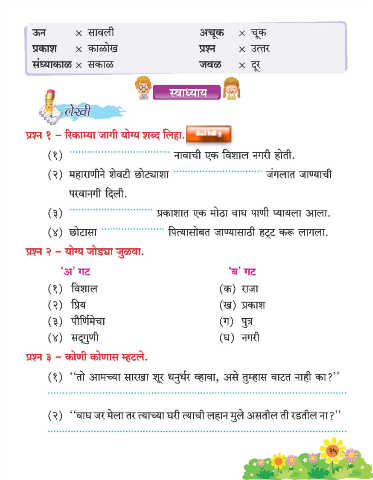 ऊन × सावली अचूक × चूक
प्रकाश × काळोख प्रश्न × उत्तर
संध्याकाळ × सकाळ जवळ × दूर
स्वाध्याय
लेखी
प्रश्न १ – रिकाम्या जागी योग्य शब्द लिहा.
(१) ........................ नावाची एक विशाल नगरी होती.
(२) महाराणीने शेवटी छोट्याशा ........................ जंगलात जाण्याची
परवानगी दिली.
(३) ........................ प्रकाशात एक मोठा वाघ पाणी प्यायला आला.
(४) छोटासा .................. पित्यासोबत जाण्यासाठी हट्ट करू लागला.
प्रश्न २ – योग्य जोड्या जुळवा.
'अ' गट 'ब' गट
(१) विशाल (क) राजा
(२) प्रिय (ख) प्रकाश
(३) पौर्णिमेचा (ग) पुत्र
(४) सद्गुणी (घ) नगरी
प्रश्न ३ – कोणी कोणास म्हटले.
(१) "तो आमच्या सारखा शूर धनुर्धर व्हावा, असे तुम्हास वाटत नाही का?"
(२) "वाघ जर मेला तर त्याच्या घरी त्याची लहान मुले असतील ती रडतील ना?"